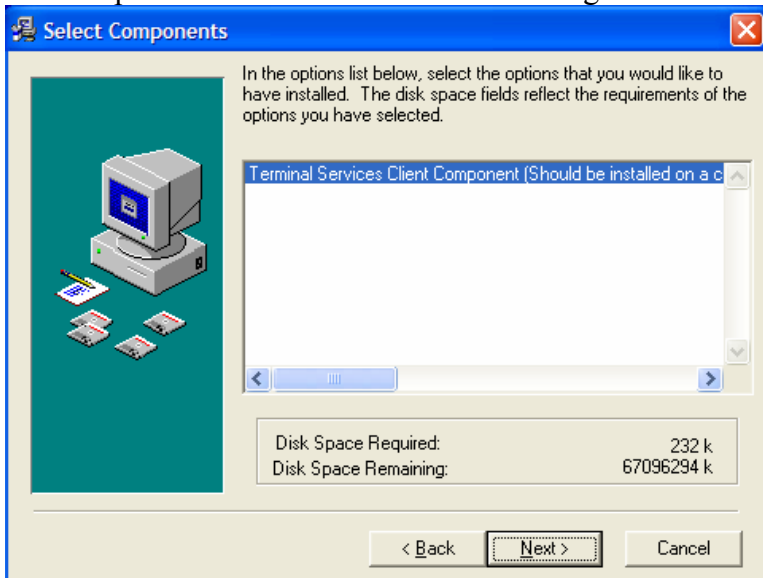 Select Components
In the options list below, select the options that you would like to
have installed.  The disk space fields reflect the requirements of the
options you have selected.
Terminal Services Client Component (Should be installed on a c
Disk Space Required: 232 k
Disk Space Remaining: 67096294 k
< Back Next > Cancel